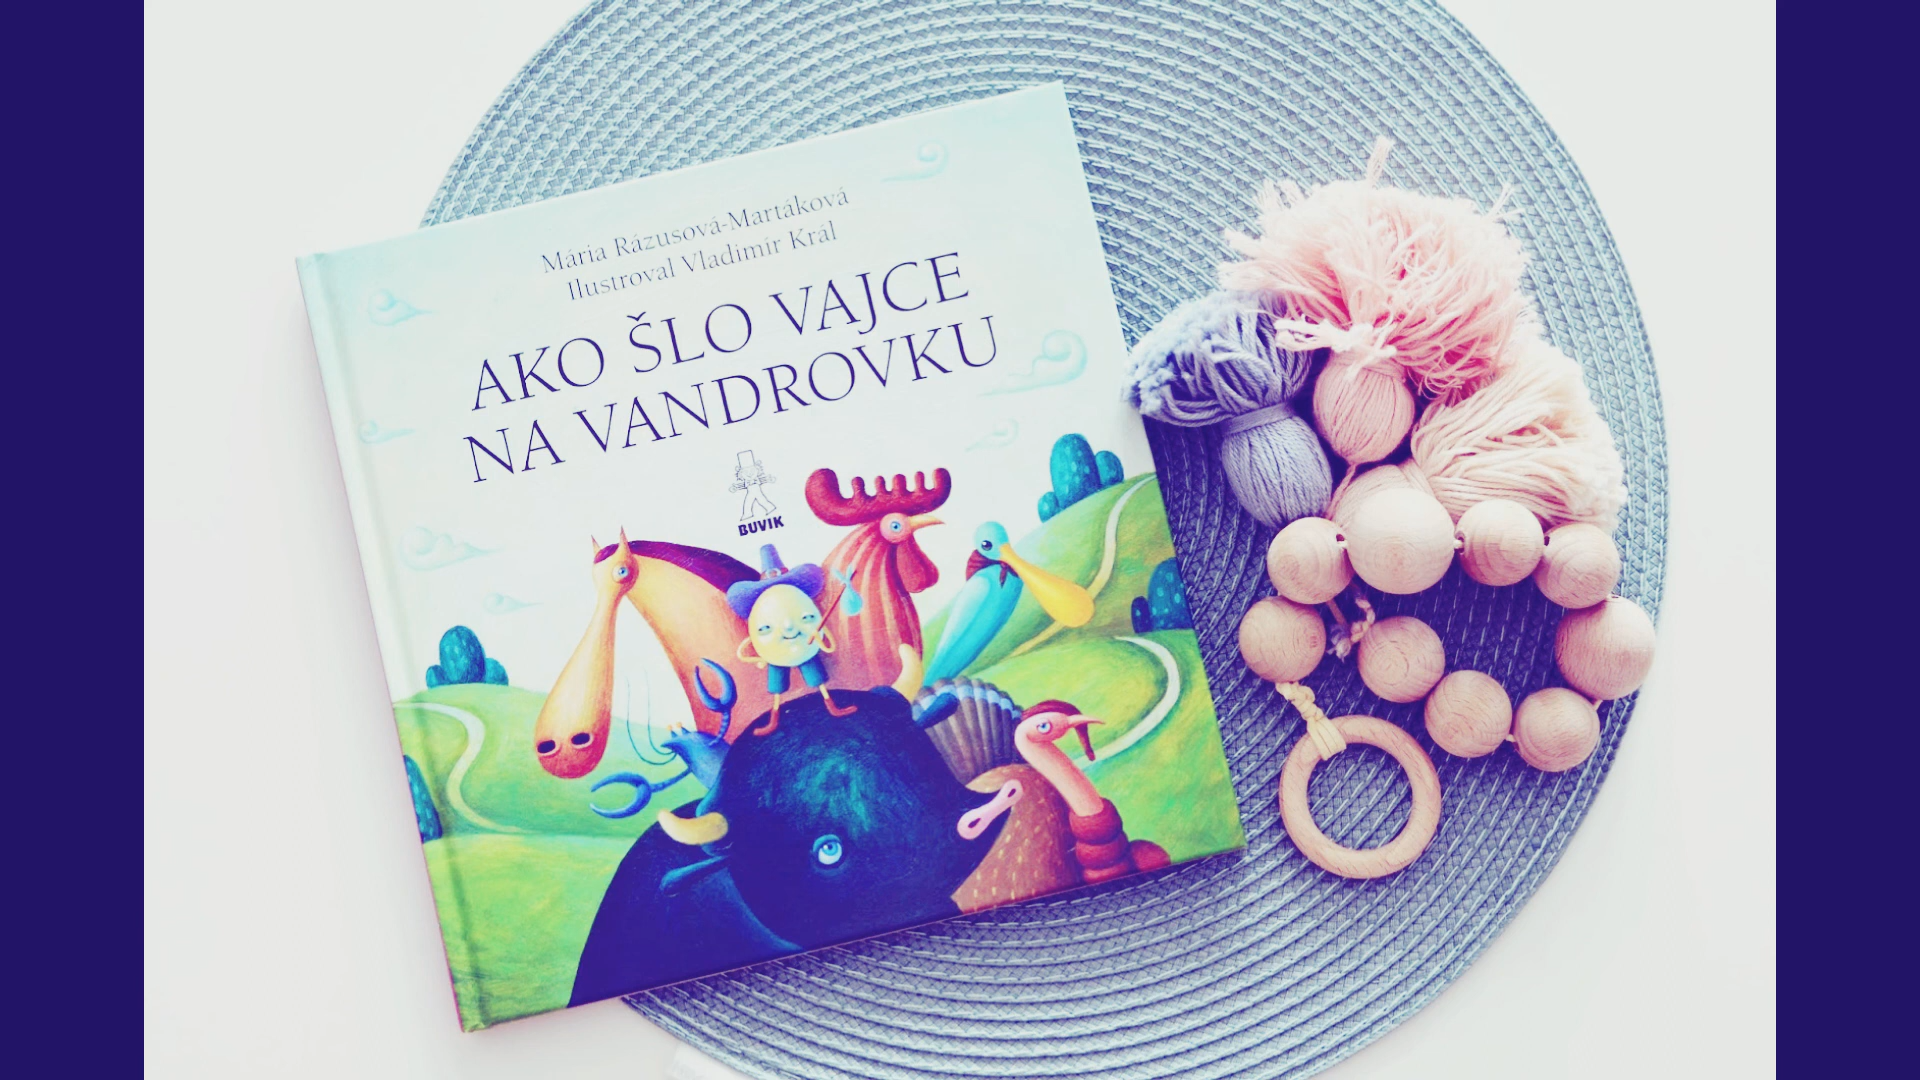 Mária Rázusová-Martáková
Ilustroval Vladimír Král
AKO ŠLO VAJCE
NA VANDROVKU
BUVIK